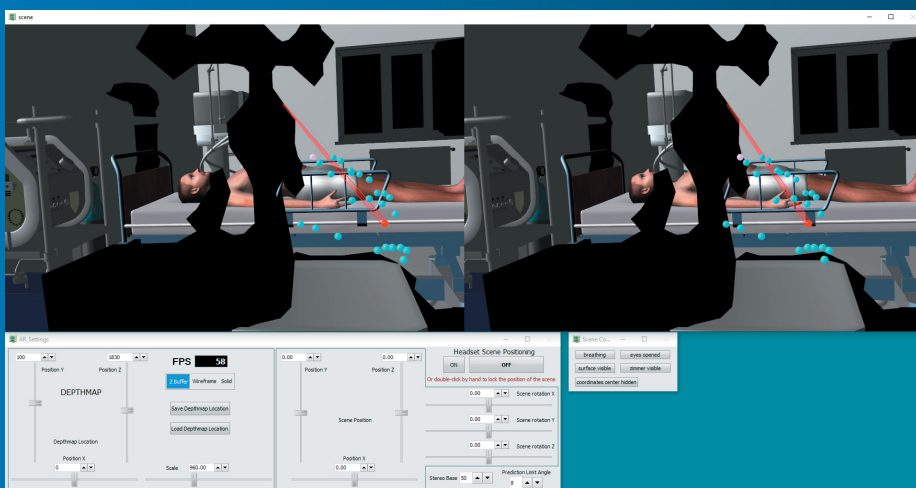 scene
AR_Settings
100
1830
Position Y
Position Z
DEPTHMAP
Depthmap Location
Position X
0
FPS
58
Z Buffer
Wireframe
Solid
Save Depthmap Location
Load Depthmap Location
Scale
960.00
0.00
0.00
Position Y
Position Z
Scene Position
Position X
0.00
Headset Scene Positioning
ON
OFF
Or double-click by hand to lock the position of the scene
0.00
Scene rotation X
0.00
Scene rotation Y
0.00
Scene rotation Z
Stereo Base
50
Prediction Limit Angle
8
Scene Co...
breathing
eyes opened
surface visible
zimmer visible
coordinates center hidden